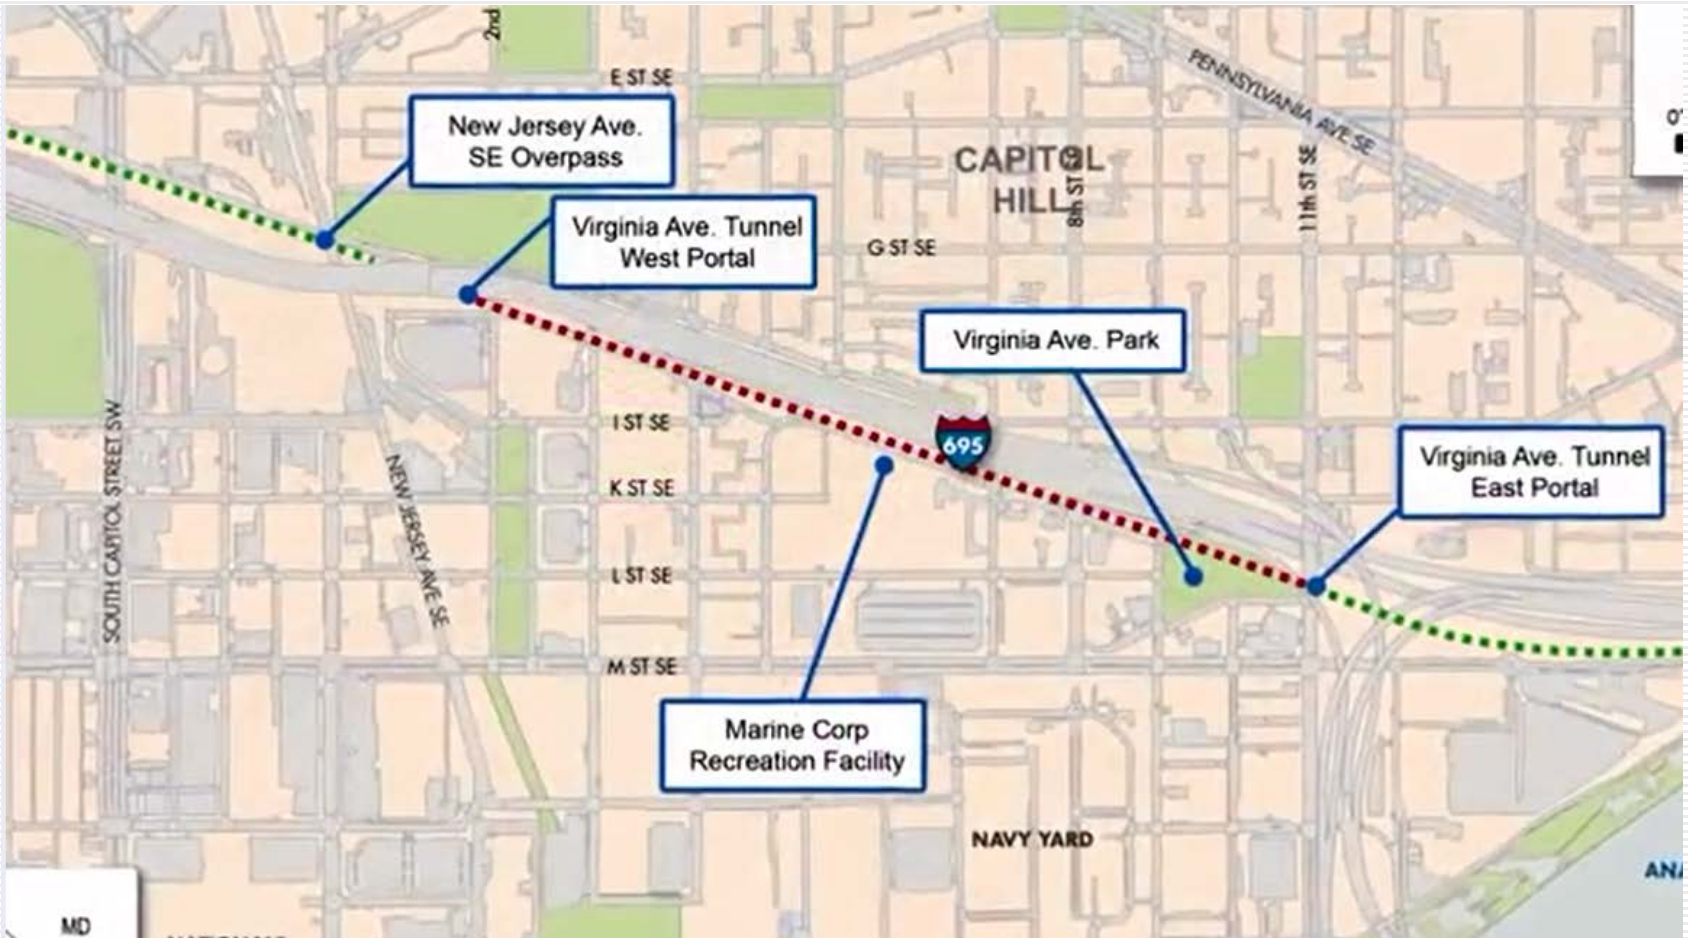 2nd
E ST SE
PENNSYLVANIA AVE SE
New Jersey Ave.
SE Overpass
CAPITOL
HILL
8th ST
11th ST SE
Virginia Ave. Tunnel
West Portal
G ST SE
Virginia Ave. Park
I ST SE
695
Virginia Ave. Tunnel
East Portal
K ST SE
SOUTH CAPITOL STREET SW
NEW JERSEY AVE SE
L ST SE
M ST SE
Marine Corp
Recreation Facility
NAVY YARD
MD